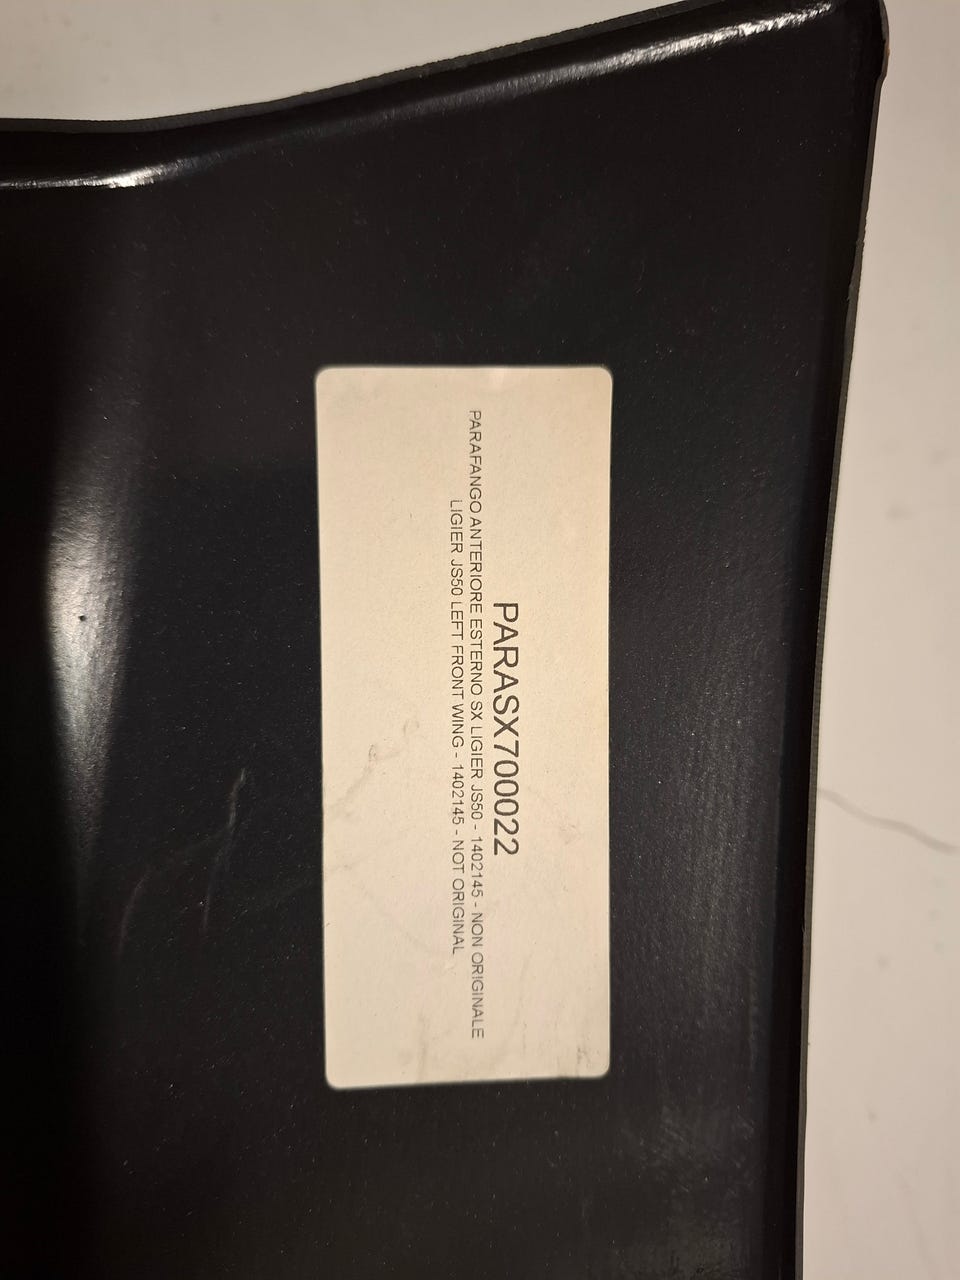 PARASX700022
PARAFANGO ANTERIORE ESTERNO SX LIGIER JS50 - 1402145 - NON ORIGINALE
LIGIER JS50 LEFT FRONT WING - 1402145 - NOT ORIGINAL